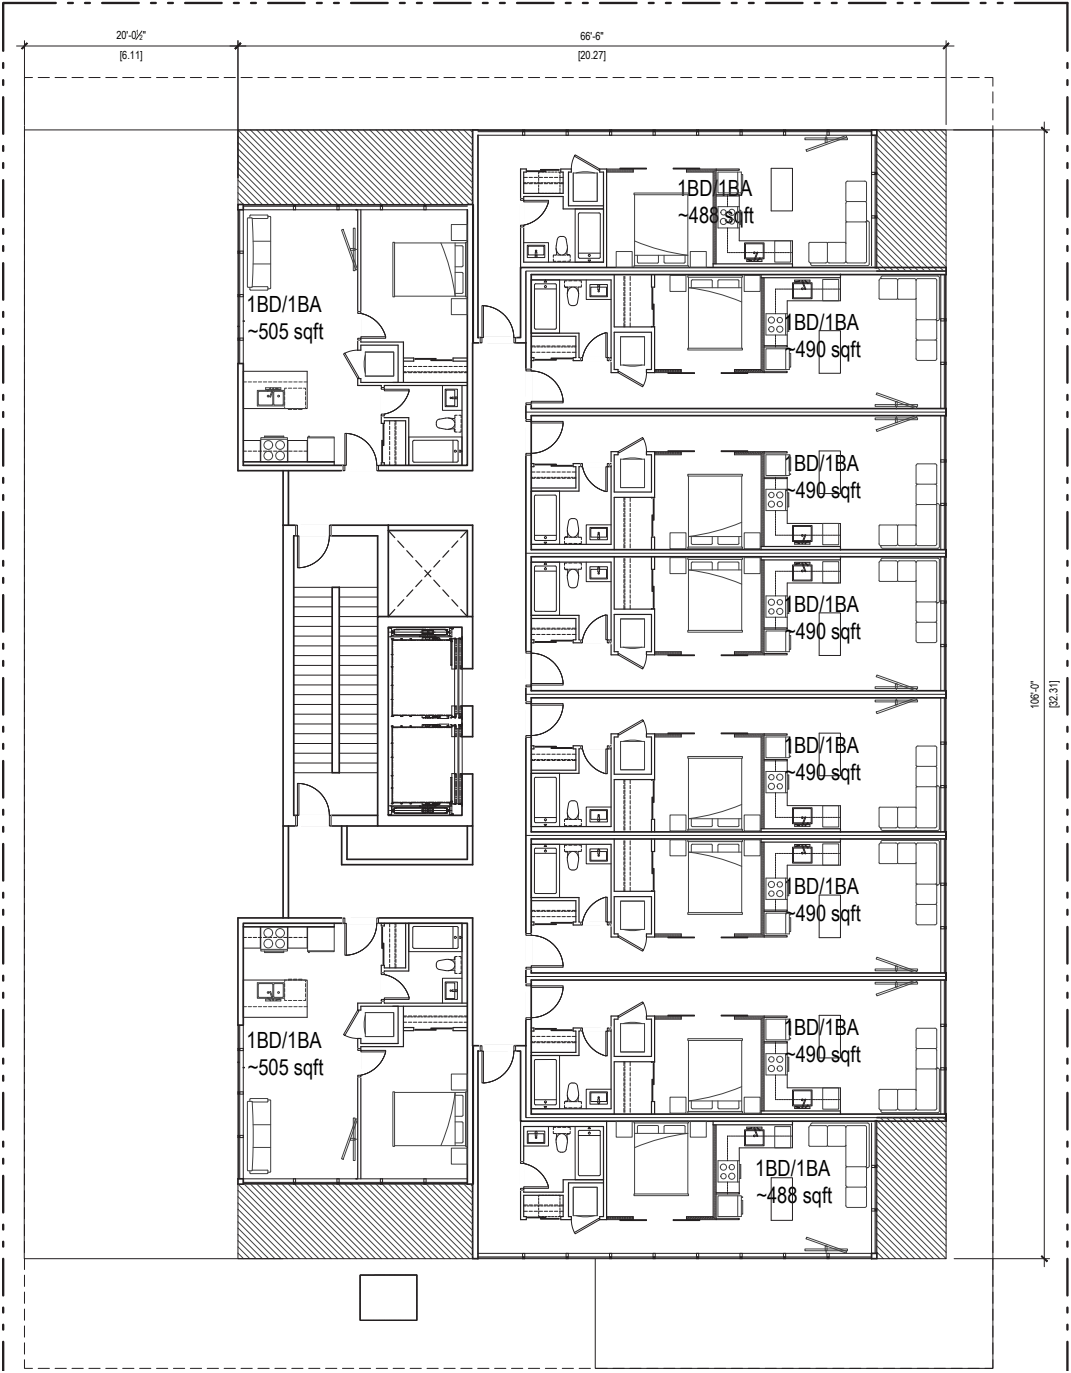 20'-0½"
[6.11]
66'-6"
[20.27]
1BD/1BA
~488 sqft
1BD/1BA
~505 sqft
1BD/1BA
~490 sqft
1BD/1BA
~490 sqft
1BD/1BA
~490 sqft
106'-0"
[32.31]
1BD/1BA
~490 sqft
1BD/1BA
~490 sqft
1BD/1BA
~490 sqft
1BD/1BA
~505 sqft
1BD/1BA
~488 sqft